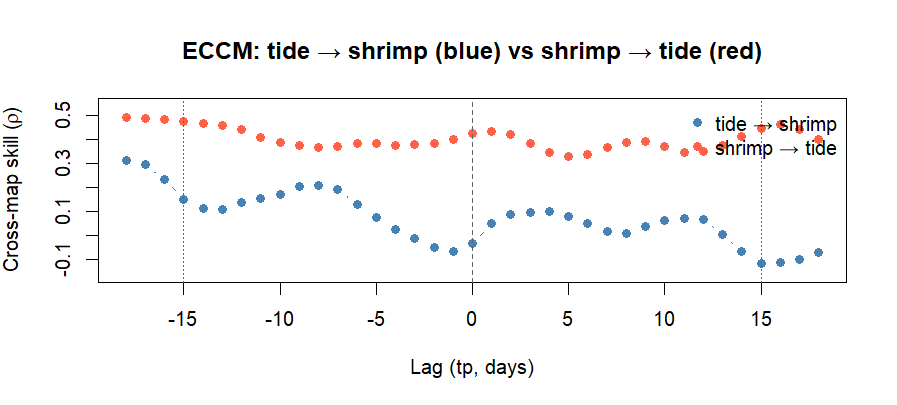 ECCM: tide → shrimp (blue) vs shrimp → tide (red)
Cross-map skill (ρ)
0.5
0.3
0.1
-0.1
tide → shrimp
shrimp → tide
-15 -10 -5 0 5 10 15
Lag (tp, days)